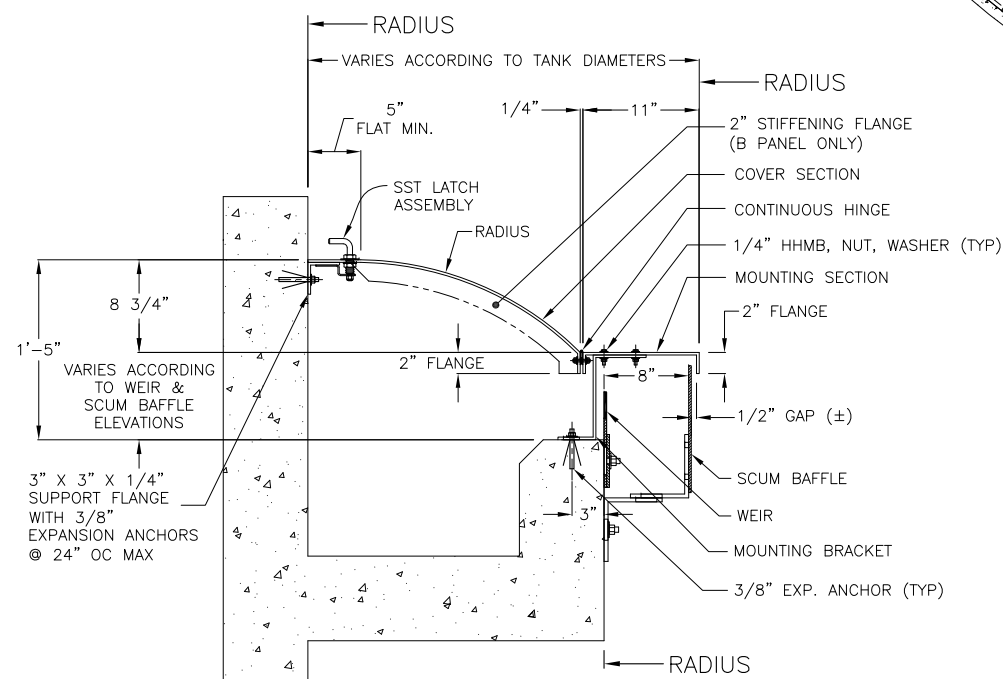 RADIUS
VARIES ACCORDING TO TANK DIAMETERS
RADIUS
5"
FLAT MIN.
1/4"
11"
2" STIFFENING FLANGE
(B PANEL ONLY)
SST LATCH
ASSEMBLY
COVER SECTION
RADIUS
CONTINUOUS HINGE
1/4" HHMB, NUT, WASHER (TYP)
MOUNTING SECTION
8 3/4"
2" FLANGE
1'-5"
2" FLANGE
8"
VARIES ACCORDING
TO WEIR &
SCUM BAFFLE
ELEVATIONS
1/2" GAP (±)
3" X 3" X 1/4"
SUPPORT FLANGE
WITH 3/8"
EXPANSION ANCHORS
@ 24" OC MAX
SCUM BAFFLE
3"
WEIR
MOUNTING BRACKET
3/8" EXP. ANCHOR (TYP)
RADIUS